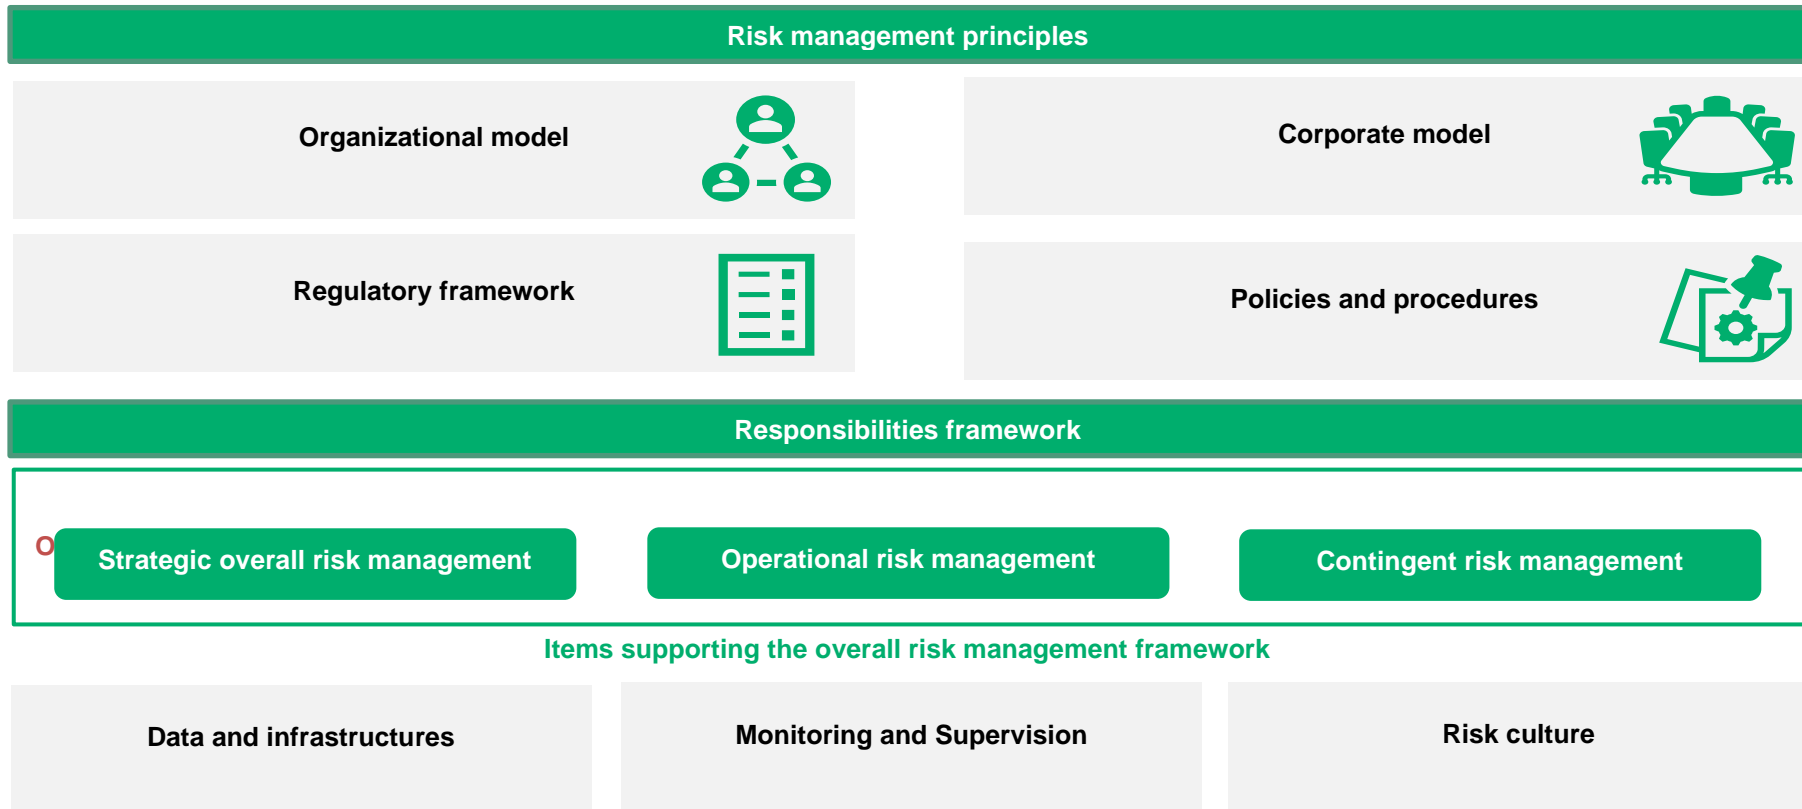 Risk management principles
Organizational model
Corporate model
Regulatory framework
Policies and procedures
Responsibilities framework
O
Strategic overall risk management
Operational risk management
Contingent risk management
Items supporting the overall risk management framework
Data and infrastructures
Monitoring and Supervision
Risk culture